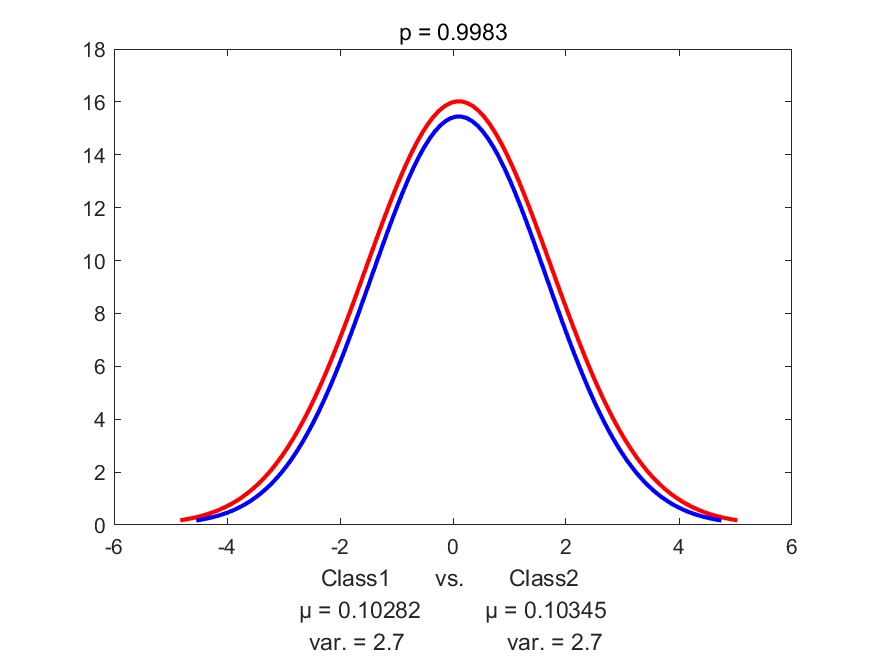 p = 0.9983
18
16
14
12
10
8
6
4
2
0
-6 -4 -2 0 2 4 6
Class1 vs. Class2
μ = 0.10282 μ = 0.10345
var. = 2.7 var. = 2.7